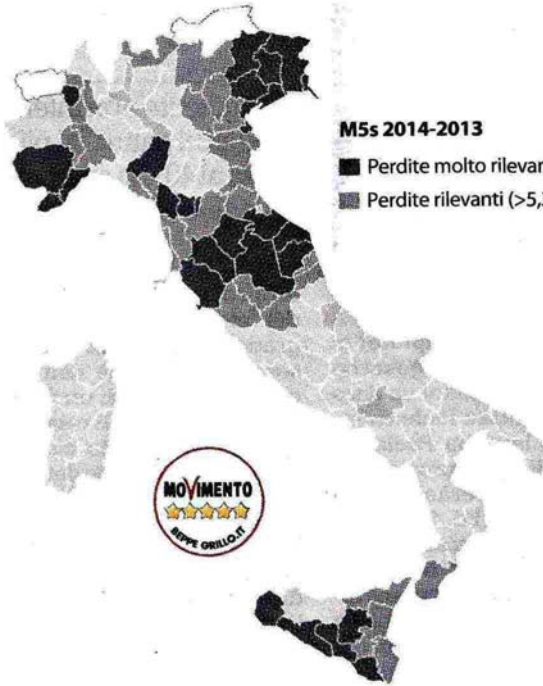 M5s 2014-2013
Perdite molto rilevan
Perdite rilevanti (>5,
MOVIMENTO
BEPPE GRILLO.IT